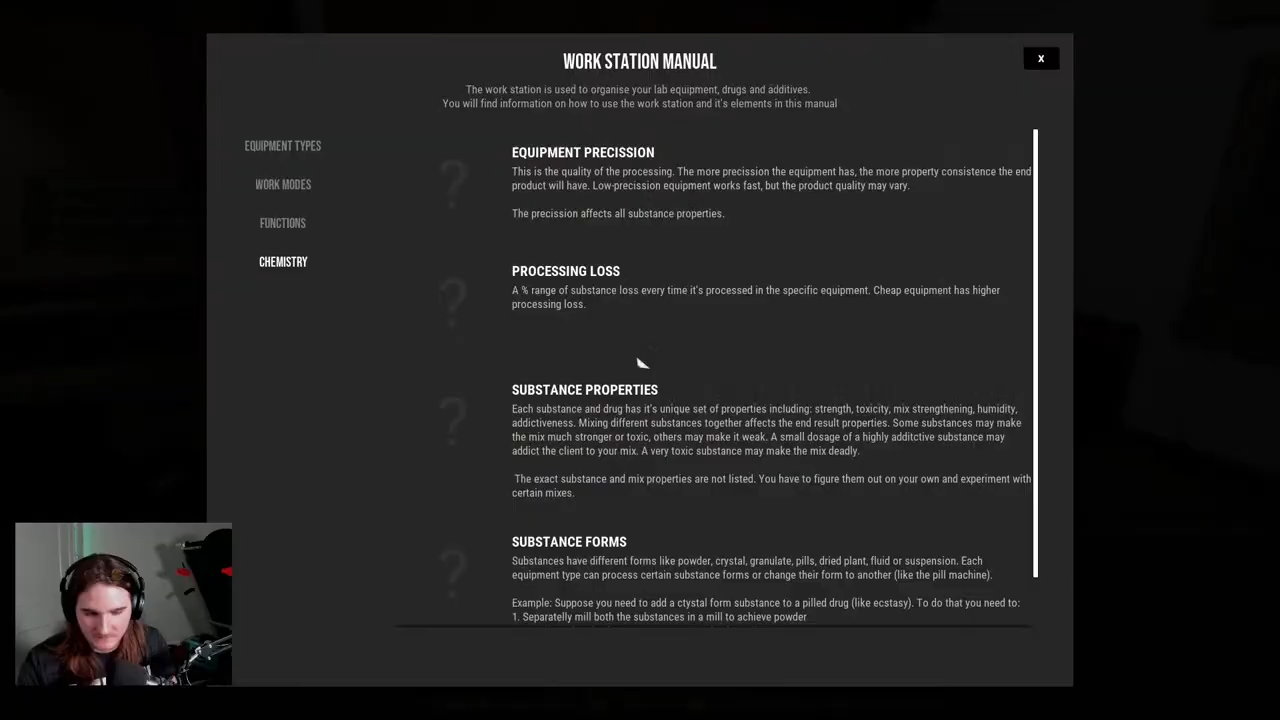 WORK STATION MANUAL
X
The work station is used to organise your lab equipment, drugs and additives.
You will find information on how to use the work station and it's elements in this manual
EQUIPMENT TYPES
WORK MODES
FUNCTIONS
CHEMISTRY
?
EQUIPMENT PRECISSION
This is the quality of the processing. The more precission the equipment has, the more property consistence the end
product will have. Low-precission equipment works fast, but the product quality may vary.
The precission affects all substance properties.
?
PROCESSING LOSS
A % range of substance loss every time it's processed in the specific equipment. Cheap equipment has higher
processing loss.
?
SUBSTANCE PROPERTIES
Each substance and drug has it's unique set of properties including: strength, toxicity, mix strengthening, humidity,
addictiveness. Mixing different substances together affects the end result properties. Some substances may make
the mix much stronger or toxic, others may make it weak. A small dosage of a highly additctive substance may
addict the client to your mix. A very toxic substance may make the mix deadly.
The exact substance and mix properties are not listed. You have to figure them out on your own and experiment with
certain mixes.
?
SUBSTANCE FORMS
Substances have different forms like powder, crystal, granulate, pills, dried plant, fluid or suspension. Each
equipment type can process certain substance forms or change their form to another (like the pill machine).
Example: Suppose you need to add a ctystal form substance to a pilled drug (like ecstasy). To do that you need to:
1. Separatelly mill both the substances in a mill to achieve powder